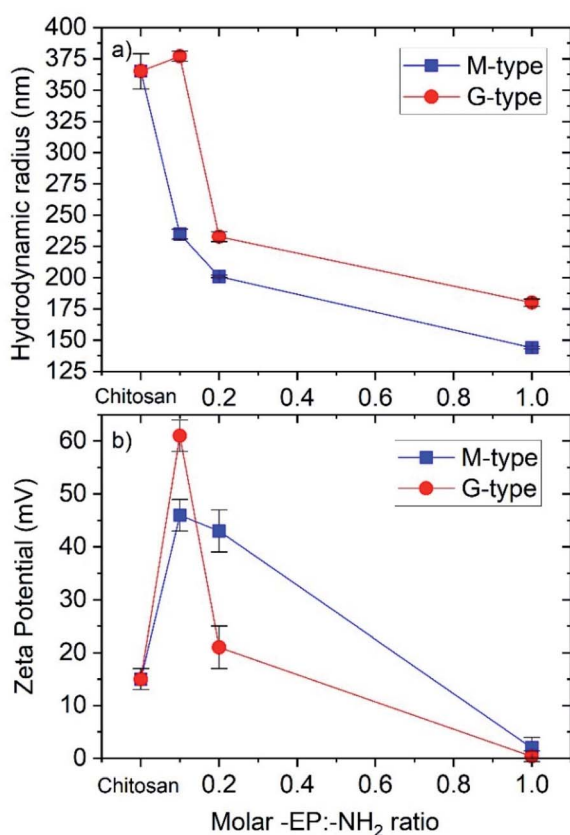 a)
M-type
G-type
Hydrodynamic radius (nm)
400
375
350
325
300
275
250
225
200
175
150
125
Chitosan 0.2 0.4 0.6 0.8 1.0
b)
M-type
G-type
Zeta Potential (mV)
60
50
40
30
20
10
0
Chitosan 0.2 0.4 0.6 0.8 1.0
Molar -EP:-NH₂ ratio